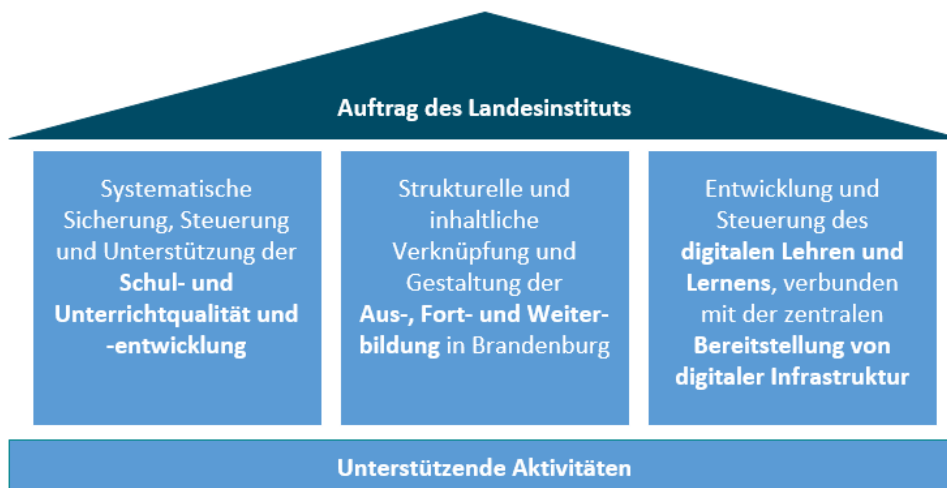 Auftrag des Landesinstituts
Systematische
Sicherung, Steuerung
und Unterstützung der
Schul- und
Unterrichtqualität und
-entwicklung
Strukturelle und
inhaltliche
Verknüpfung und
Gestaltung der
Aus-, Fort- und Weiter-
bildung in Brandenburg
Entwicklung und
Steuerung des
digitalen Lehren und
Lernens, verbunden
mit der zentralen
Bereitstellung von
digitaler Infrastruktur
Unterstützende Aktivitäten